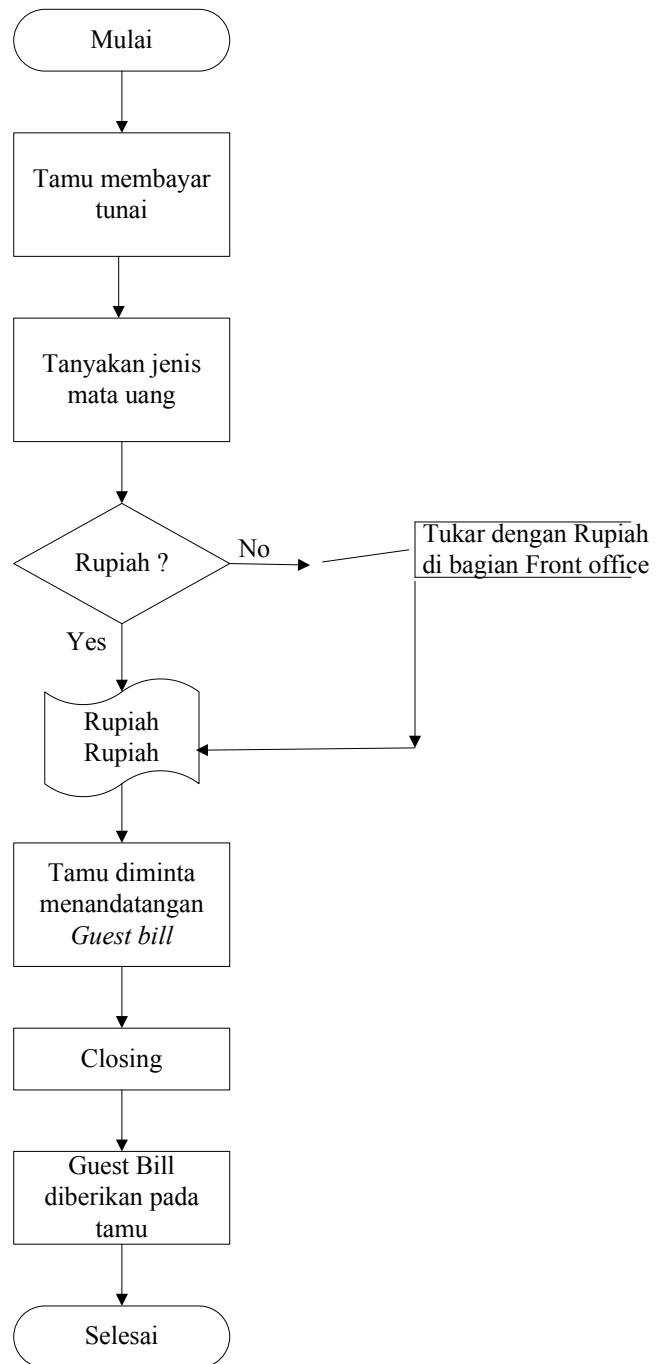 Mulai
Tamu membayar
tunai
Tanyakan jenis
mata uang
Rupiah ?
No
Tukar dengan Rupiah
di bagian Front office
Yes
Rupiah
Rupiah
Tamu diminta
menandatangan
Guest bill
Closing
Guest Bill
diberikan pada
tamu
Selesai